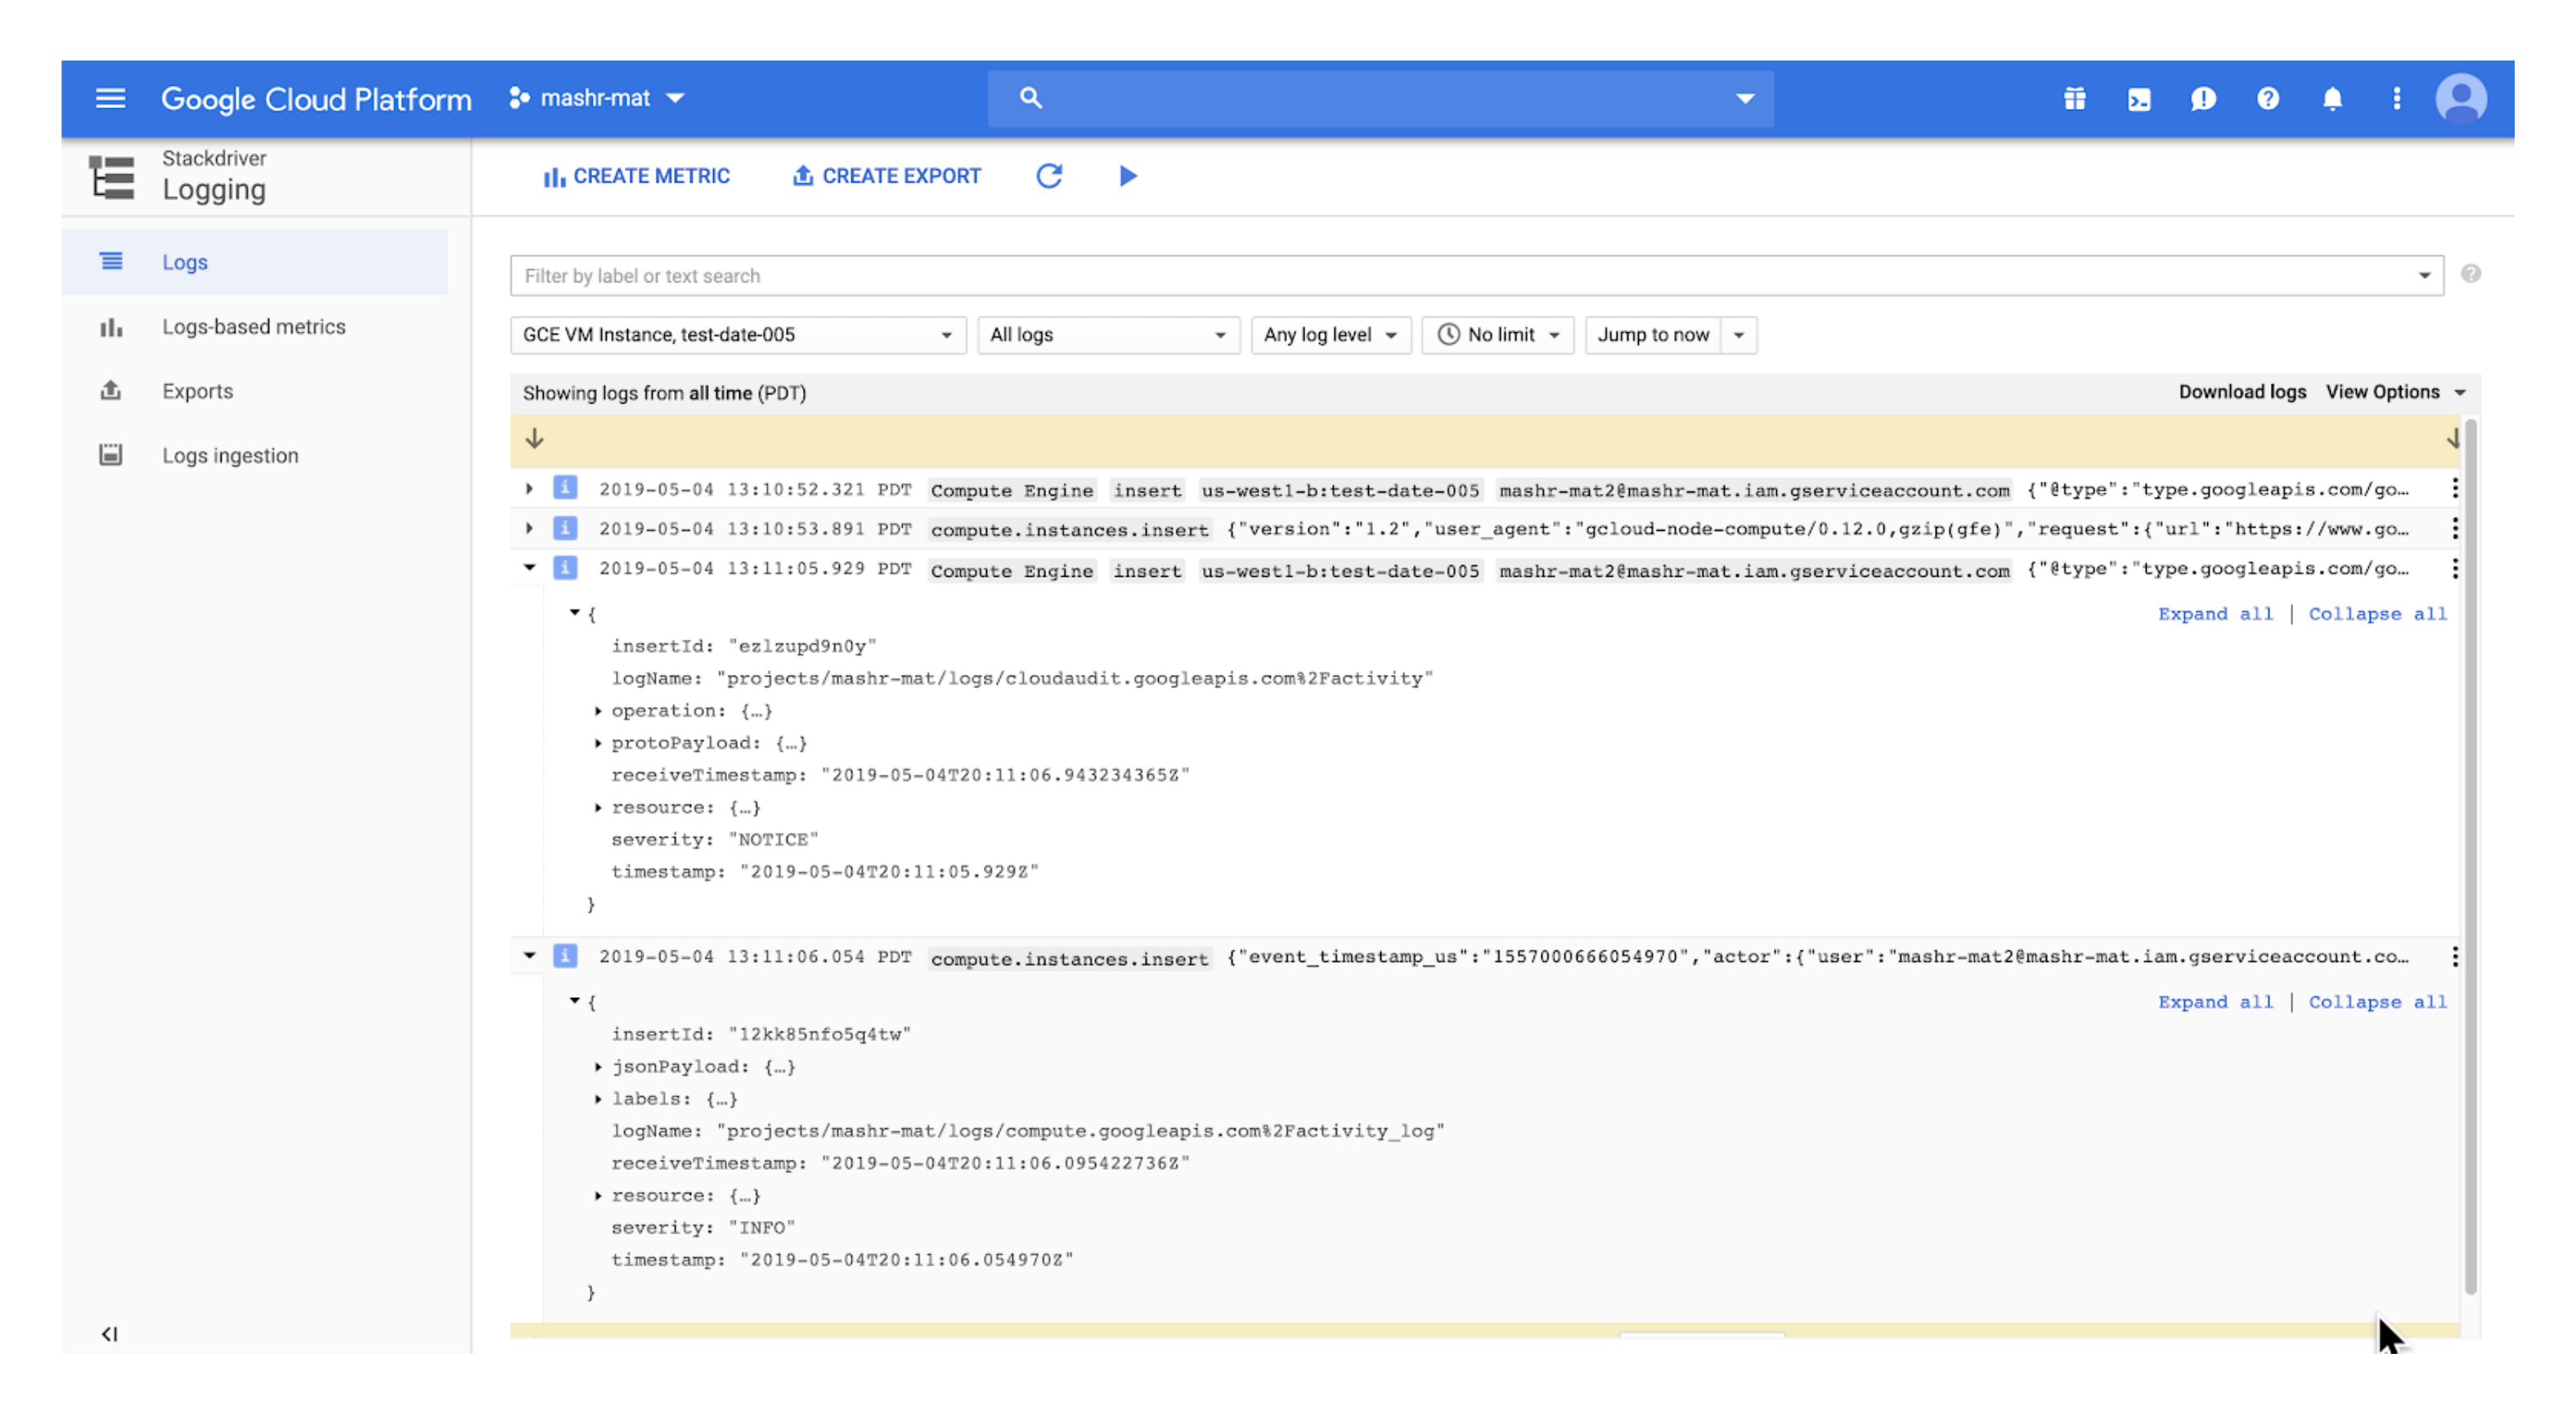 Google Cloud Platform mashr-mat
Stackdriver
Logging
CREATE METRIC CREATE EXPORT
Logs
Logs-based metrics
Exports
Logs ingestion
Filter by label or text search
GCE VM Instance, test-date-005 All logs Any log level No limit Jump to now
Showing logs from all time (PDT) Download logs View Options
i 2019-05-04 13:10:52.321 PDT Compute Engine insert us-west1-b:test-date-005 mashr-mat2@mashr-mat.iam.gserviceaccount.com {"@type":"type.googleapis.com/go…
i 2019-05-04 13:10:53.891 PDT compute.instances.insert {"version":"1.2","user_agent":"gcloud-node-compute/0.12.0,gzip(gfe)","request":{"url":"https://www.go…
i 2019-05-04 13:11:05.929 PDT Compute Engine insert us-west1-b:test-date-005 mashr-mat2@mashr-mat.iam.gserviceaccount.com {"@type":"type.googleapis.com/go…
{ Expand all | Collapse all
insertId: "ezlzupd9n0y"
logName: "projects/mashr-mat/logs/cloudaudit.googleapis.com%2Factivity"
operation: {…}
protoPayload: {…}
receiveTimestamp: "2019-05-04T20:11:06.943234365Z"
resource: {…}
severity: "NOTICE"
timestamp: "2019-05-04T20:11:05.929Z"
}
i 2019-05-04 13:11:06.054 PDT compute.instances.insert {"event_timestamp_us":"1557000666054970","actor":{"user":"mashr-mat2@mashr-mat.iam.gserviceaccount.co…
{ Expand all | Collapse all
insertId: "12kk85nfo5q4tw"
jsonPayload: {…}
labels: {…}
logName: "projects/mashr-mat/logs/compute.googleapis.com%2Factivity_log"
receiveTimestamp: "2019-05-04T20:11:06.095422736Z"
resource: {…}
severity: "INFO"
timestamp: "2019-05-04T20:11:06.054970Z"
}